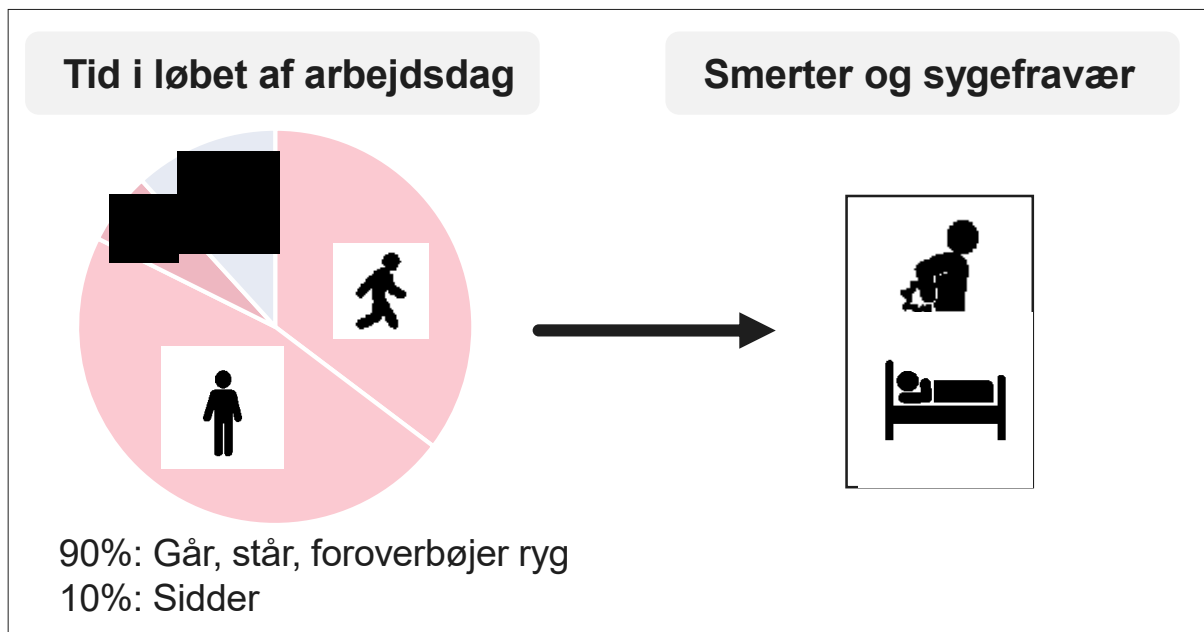 Tid i løbet af arbejdsdag
Smerter og sygefravær
90%: Går, står, foroverbøjer ryg
10%: Sidder